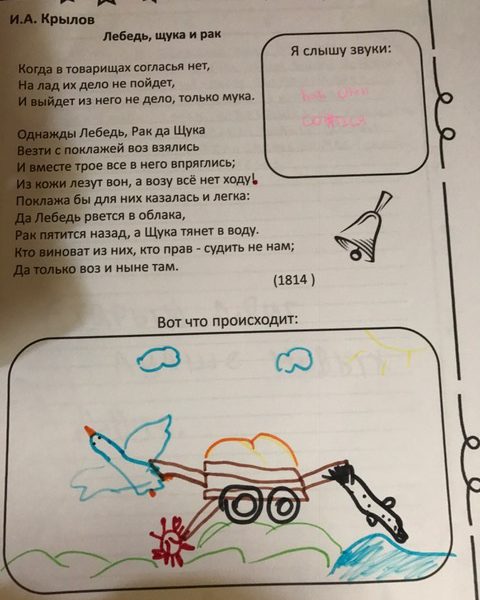 И.А. Крылов
Лебедь, щука и рак
Я слышу звуки:
как они
Когда в товарищах согласья нет,
На лад их дело не пойдет,
И выйдет из него не дело, только мука.
Однажды Лебедь, Рак да Щука
Везти с поклажей воз взялись
И вместе трое все в него впряглись;
Из кожи лезут вон, а возу всё нет ходу!
Поклажа бы для них казалась и легка:
Да Лебедь рвется в облака,
Рак пятится назад, а Щука тянет в воду.
Кто виноват из них, кто прав - судить не нам;
Да только воз и ныне там.
(1814 )
Вот что происходит: